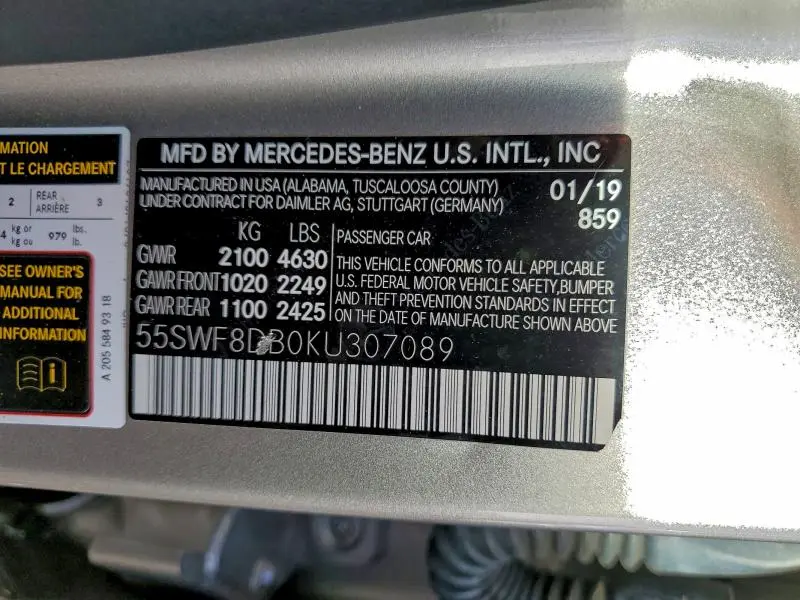 MATION
T LE CHARGEMENT
2 REAR ARRIÈRE 3
4 kg or kg ou 979 lbs. lb.
SEE OWNER'S
MANUAL FOR
ADDITIONAL
INFORMATION
A 205 584 93 18
MFD BY MERCEDES-BENZ U.S. INTL., INC
MANUFACTURED IN USA (ALABAMA, TUSCALOOSA COUNTY) 01/19
UNDER CONTRACT FOR DAIMLER AG, STUTTGART (GERMANY) 859
KG LBS
GWR 2100 4630
GAWR FRONT 1020 2249
GAWR REAR 1100 2425
PASSENGER CAR
THIS VEHICLE CONFORMS TO ALL APPLICABLE
U.S. FEDERAL MOTOR VEHICLE SAFETY, BUMPER
AND THEFT PREVENTION STANDARDS IN EFFECT
ON THE DATE OF MANUFACTURE SHOWN ABOVE
55SWF8DB0KU307089